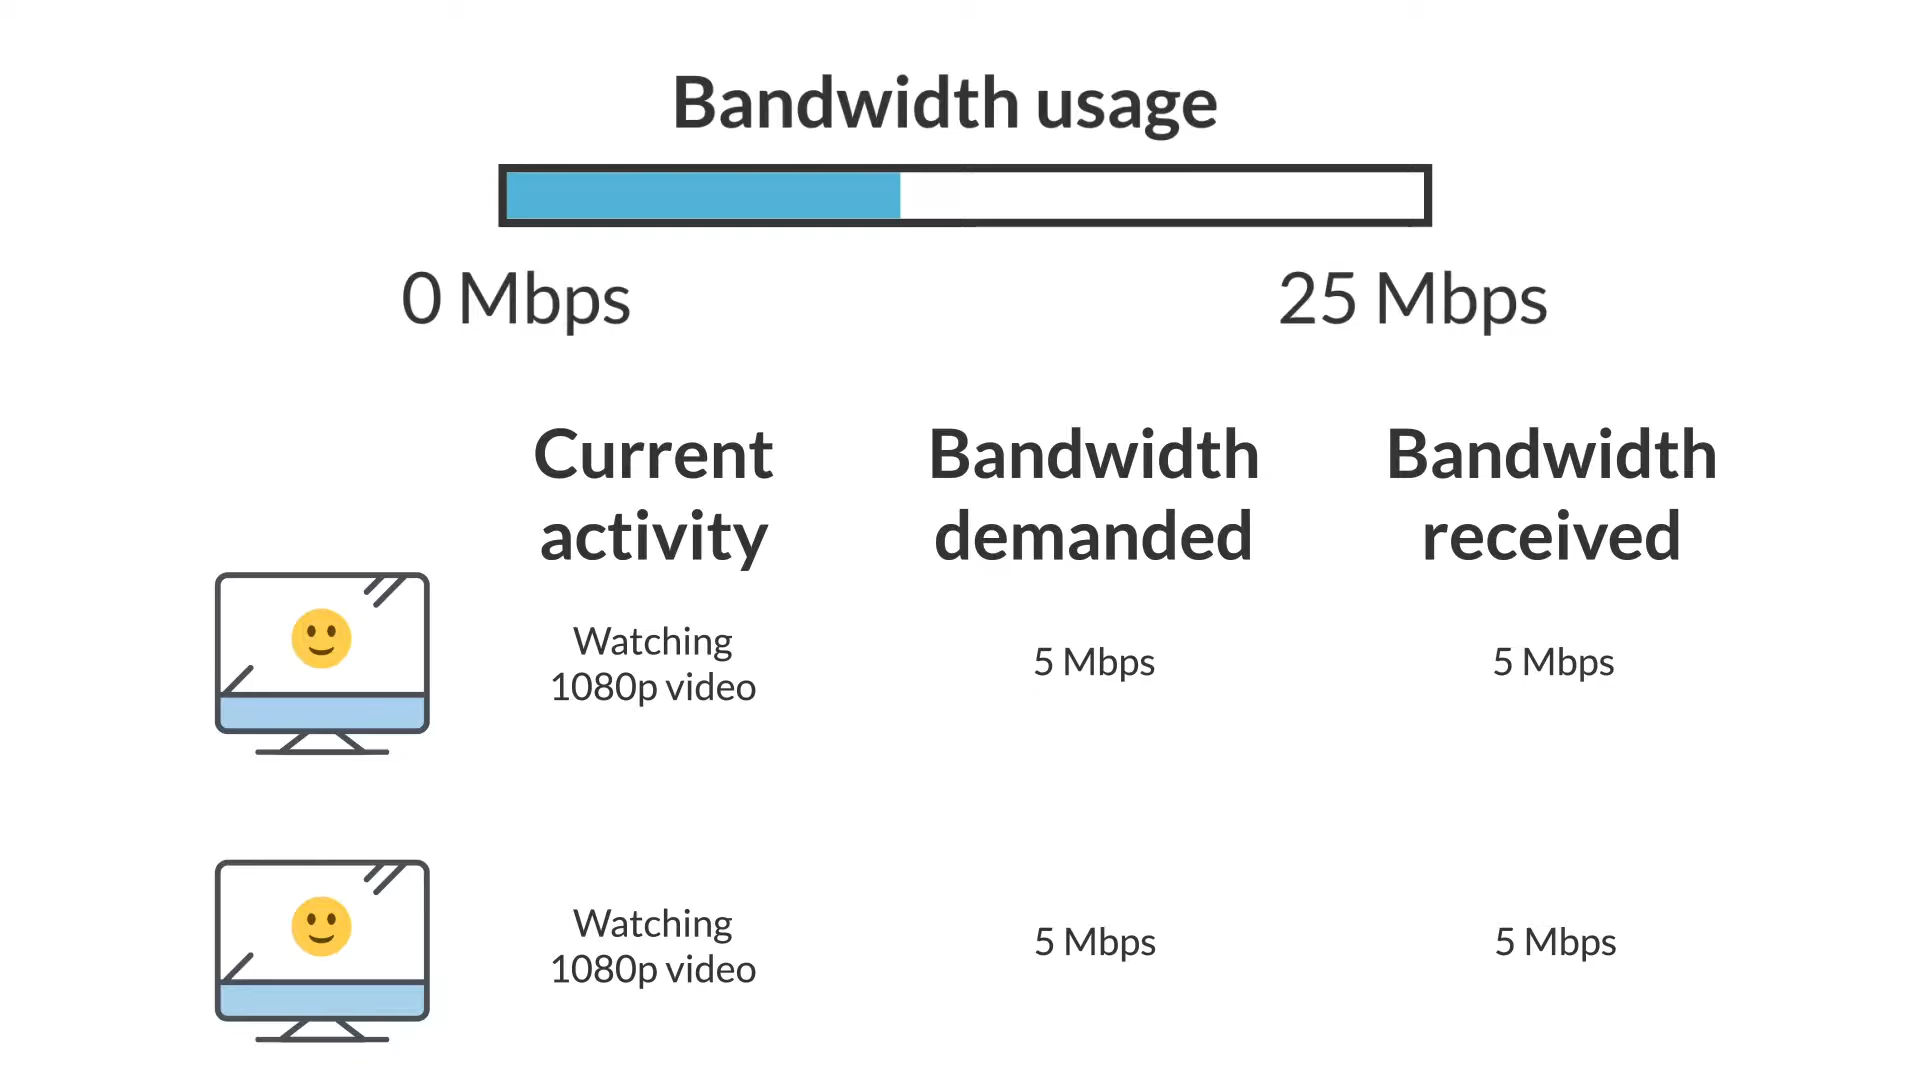 Bandwidth usage
0 Mbps
25 Mbps
Current
activity
Bandwidth
demanded
Bandwidth
received
Watching
1080p video
5 Mbps
5 Mbps
Watching
1080p video
5 Mbps
5 Mbps